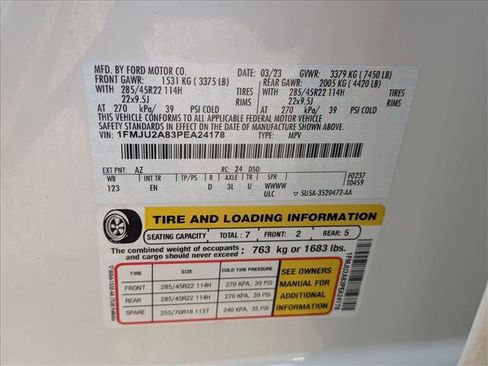 MFD. BY FORD MOTOR CO.
03/23 GVWR: 3379 KG (7450 LB)
FRONT GAWR: 1531 KG (3375 LB)
REAR GAWR: 2005 KG (4420 LB)
WITH 285/45R22 114H TIRES
WITH 285/45R22 114H TIRES
22x9.5J RIMS
22x9.5J RIMS
AT 270 kPa/ 39 PSI COLD
AT 270 kPa/ 39 PSI COLD
THIS VEHICLE CONFORMS TO ALL APPLICABLE FEDERAL MOTOR VEHICLE
SAFETY AND THEFT PREVENTION STANDARDS IN EFFECT ON THE DATE OF
MANUFACTURE SHOWN ABOVE.
VIN: 1FMJU2A83PEA24178
TYPE: MPV
EXT PNT: AZ RC: 24 DSO:
WB INT TR TP/PS R AXLE TR SPR
123 EN D 3L U WWWW
ULC
F0237
T0459
5U5A-3520472-AA
TIRE AND LOADING INFORMATION
SEATING CAPACITY TOTAL : 7 FRONT: 2 REAR: 5
The combined weight of occupants and cargo should never exceed: 763 kg or 1683 lbs.
TIRE SIZE COLD TIRE PRESSURE
FRONT 285/45R22 114H 270 KPA, 39 PSI
REAR 285/45R22 114H 270 KPA, 39 PSI
SPARE 255/70R18 113T 240 KPA, 35 PSI
SEE OWNERS
MANUAL FOR
ADDITIONAL
INFORMATION
1FMJU2A83PEA24178